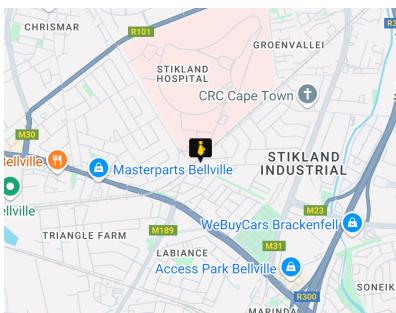 CHRISMAR
R101
R3
GROENVALLEI
STIKLAND
HOSPITAL
CRC Cape Town
M30
Bellville
Masterparts Bellville
STIKLAND
INDUSTRIAL
ellville
M23
WeBuyCars Brackenfell
M189
TRIANGLE FARM
M31
LABIANCE
Access Park Bellville
SONEIK
R300
MARINDA